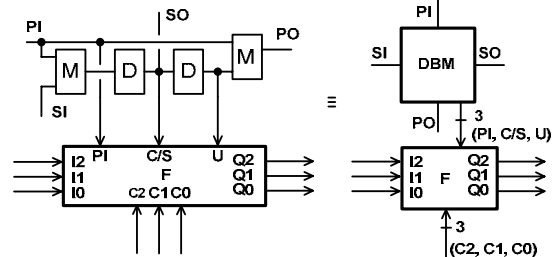 SO
PI
PO
M
D
D
M
SI
PI
C/S
U
I2
I1
I0
F
C2 C1 C0
Q2
Q1
Q0
≡
PI
SI
DBM
SO
PO
3
(PI, C/S, U)
I2
I1
I0
F
Q2
Q1
Q0
3
(C2, C1, C0)